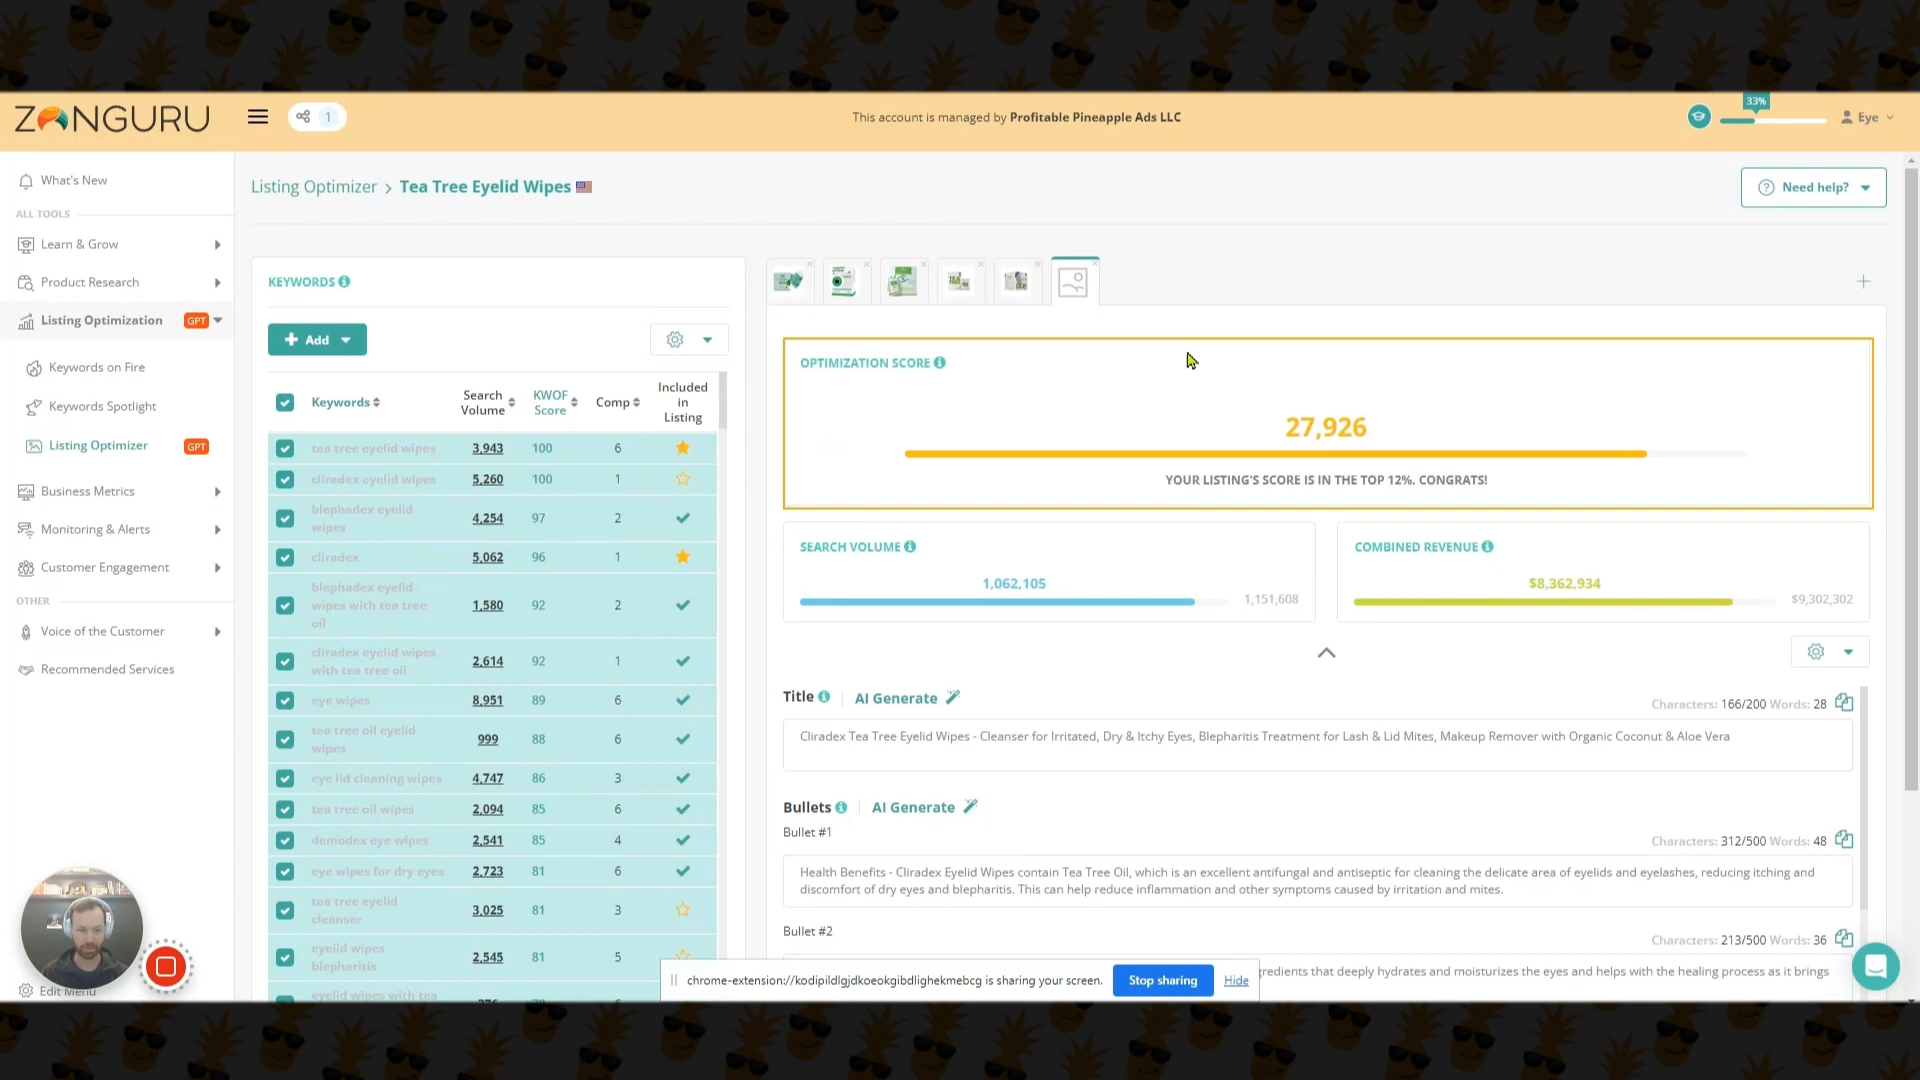 ZONGURU
1
This account is managed by Profitable Pineapple Ads LLC
33%
Eye
What's New
ALL TOOLS
Learn & Grow
Product Research
Listing Optimization GPT
Keywords on Fire
Keywords Spotlight
Listing Optimizer GPT
Business Metrics
Monitoring & Alerts
Customer Engagement
OTHER
Voice of the Customer
Recommended Services
Edit Menu
Listing Optimizer > Tea Tree Eyelid Wipes
Need help?
KEYWORDS
Add
Keywords Search Volume KWOF Score Comp Included in Listing
tea tree eyelid wipes 3,943 100 6
cliradex eyelid wipes 5,260 100 1
blephadex eyelid
wipes 4,254 97 2
cliradex 5,062 96 1
blephadex eyelid
wipes with tea tree
oil 1,580 92 2
cliradex eyelid wipes
with tea tree oil 2,614 92 1
eye wipes 8,951 89 6
tea tree oil eyelid
wipes 999 88 6
eye lid cleaning wipes 4,747 86 3
tea tree oil wipes 2,094 85 6
demodex eye wipes 2,541 85 4
eye wipes for dry eyes 2,723 81 6
tea tree eyelid
cleanser 3,025 81 3
eyelid wipes
blepharitis 2,545 81 5
eyelid wipes with tea
OPTIMIZATION SCORE
27,926
YOUR LISTING'S SCORE IS IN THE TOP 12%. CONGRATS!
SEARCH VOLUME
1,062,105
1,151,608
COMBINED REVENUE
$8,362,934
$9,302,302
Title AI Generate
Characters: 166/200 Words: 28
Cliradex Tea Tree Eyelid Wipes - Cleanser for Irritated, Dry & Itchy Eyes, Blepharitis Treatment for Lash & Lid Mites, Makeup Remover with Organic Coconut & Aloe Vera
Bullets AI Generate
Bullet #1
Characters: 312/500 Words: 48
Health Benefits - Cliradex Eyelid Wipes contain Tea Tree Oil, which is an excellent antifungal and antiseptic for cleaning the delicate area of eyelids and eyelashes, reducing itching and
discomfort of dry eyes and blepharitis. This can help reduce inflammation and other symptoms caused by irritation and mites.
Bullet #2
Characters: 213/500 Words: 36
gredients that deeply hydrates and moisturizes the eyes and helps with the healing process as it brings
chrome-extension://kodipildlgjdkoeokgibdlighekmebcg is sharing your screen. Stop sharing Hide